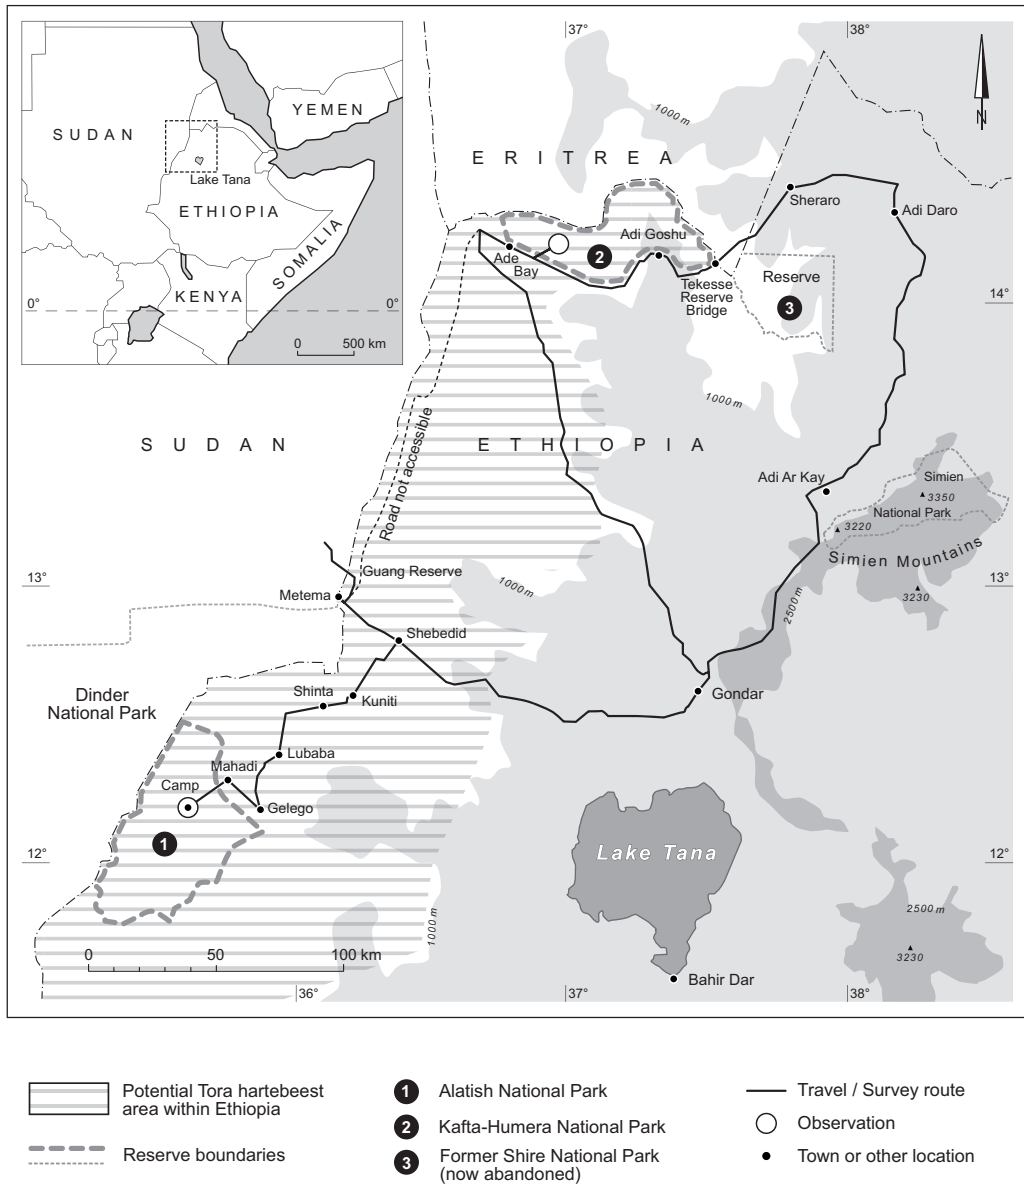 SUDAN
YEMEN
Lake Tana
ETHIOPIA
SOMALIA
KENYA
0°
0°
0
500 km
37°
38°
1000 m
N
ERITREA
Sheraro
Adi Daro
Adi Goshu
Ade
Bay
2
Tekesse
Reserve
Bridge
Reserve
3
14°
1000 m
SUDAN
ETHIOPIA
Road not accessible
Adi Ar Kay
Simien
3350
National Park
3220
Simien Mountains
3230
13°
13°
Guang Reserve
1000 m
2500 m
Metema
Shebedid
Dinder
National Park
Shinta
Kuniti
Gondar
Lubaba
Mahadi
Camp
Gelego
1
Lake Tana
12°
12°
1000 m
2500 m
3230
0
50
100 km
Bahir Dar
36°
37°
38°
Potential Tora hartebeest
area within Ethiopia
Reserve boundaries
1
Alatish National Park
2
Kafta-Humera National Park
3
Former Shire National Park
(now abandoned)
Travel / Survey route
Observation
Town or other location